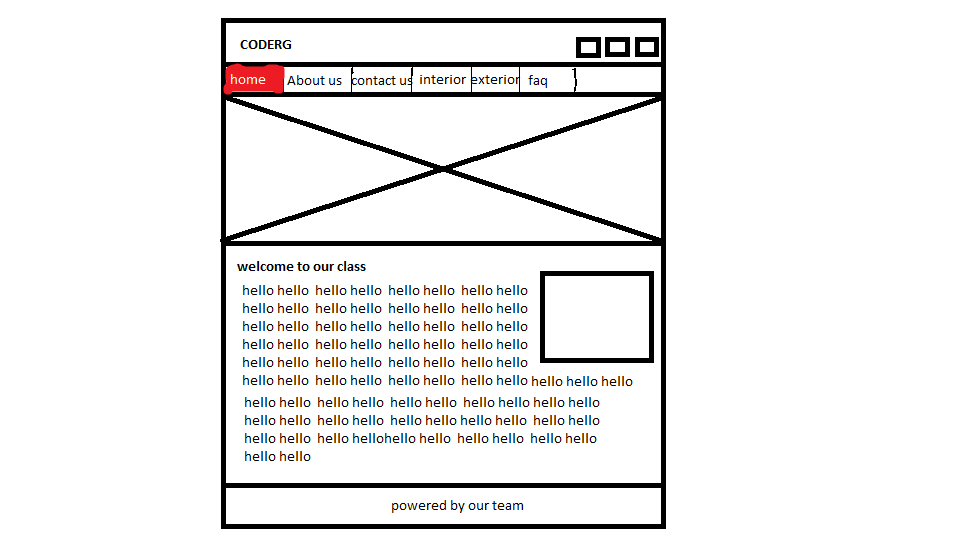 CODERG
home About us contact us interior exterior faq
welcome to our class
hello hello hello hello hello hello hello hello
hello hello hello hello hello hello hello hello
hello hello hello hello hello hello hello hello
hello hello hello hello hello hello hello hello
hello hello hello hello hello hello hello hello
hello hello hello hello hello hello hello hello hello hello hello
hello hello hello hello hello hello hello hello hello hello
hello hello hello hello hello hello hello hello hello hello
hello hello hello hellohello hello hello hello hello hello
hello hello
powered by our team